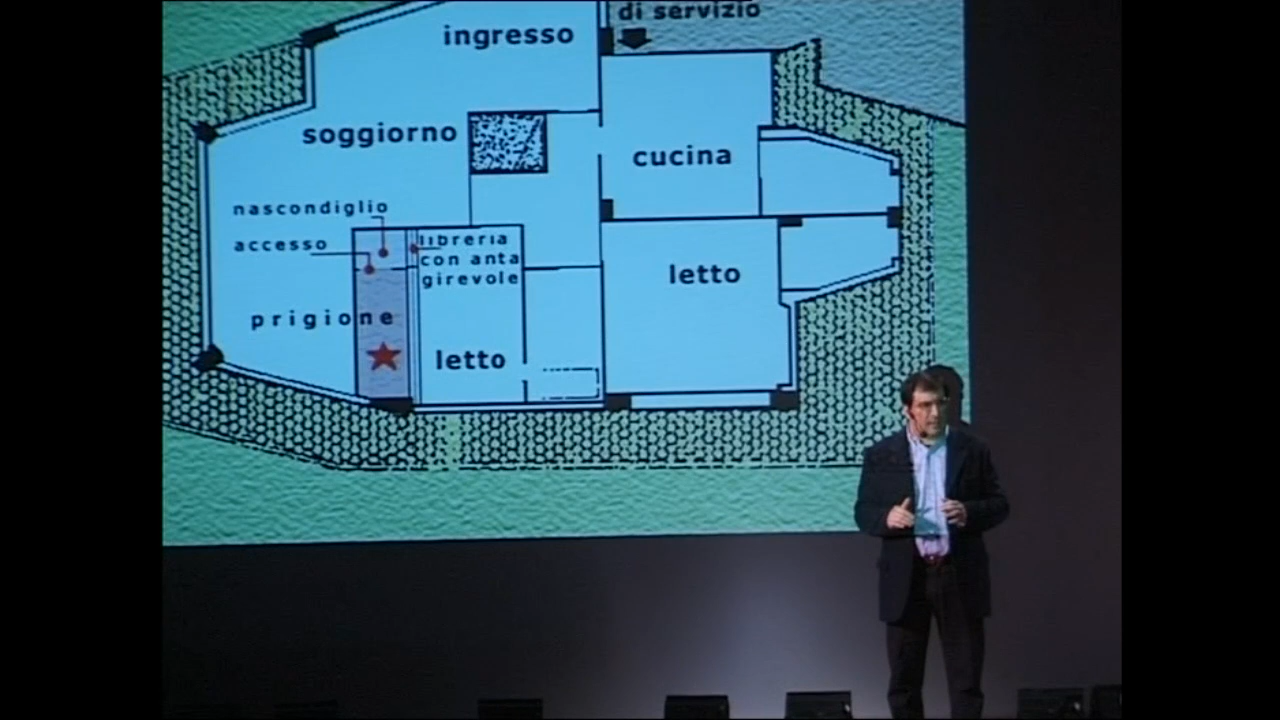 di servizio
ingresso
soggiorno
cucina
nascondiglio
accesso
libreria
con anta
girevole
letto
prigione
letto